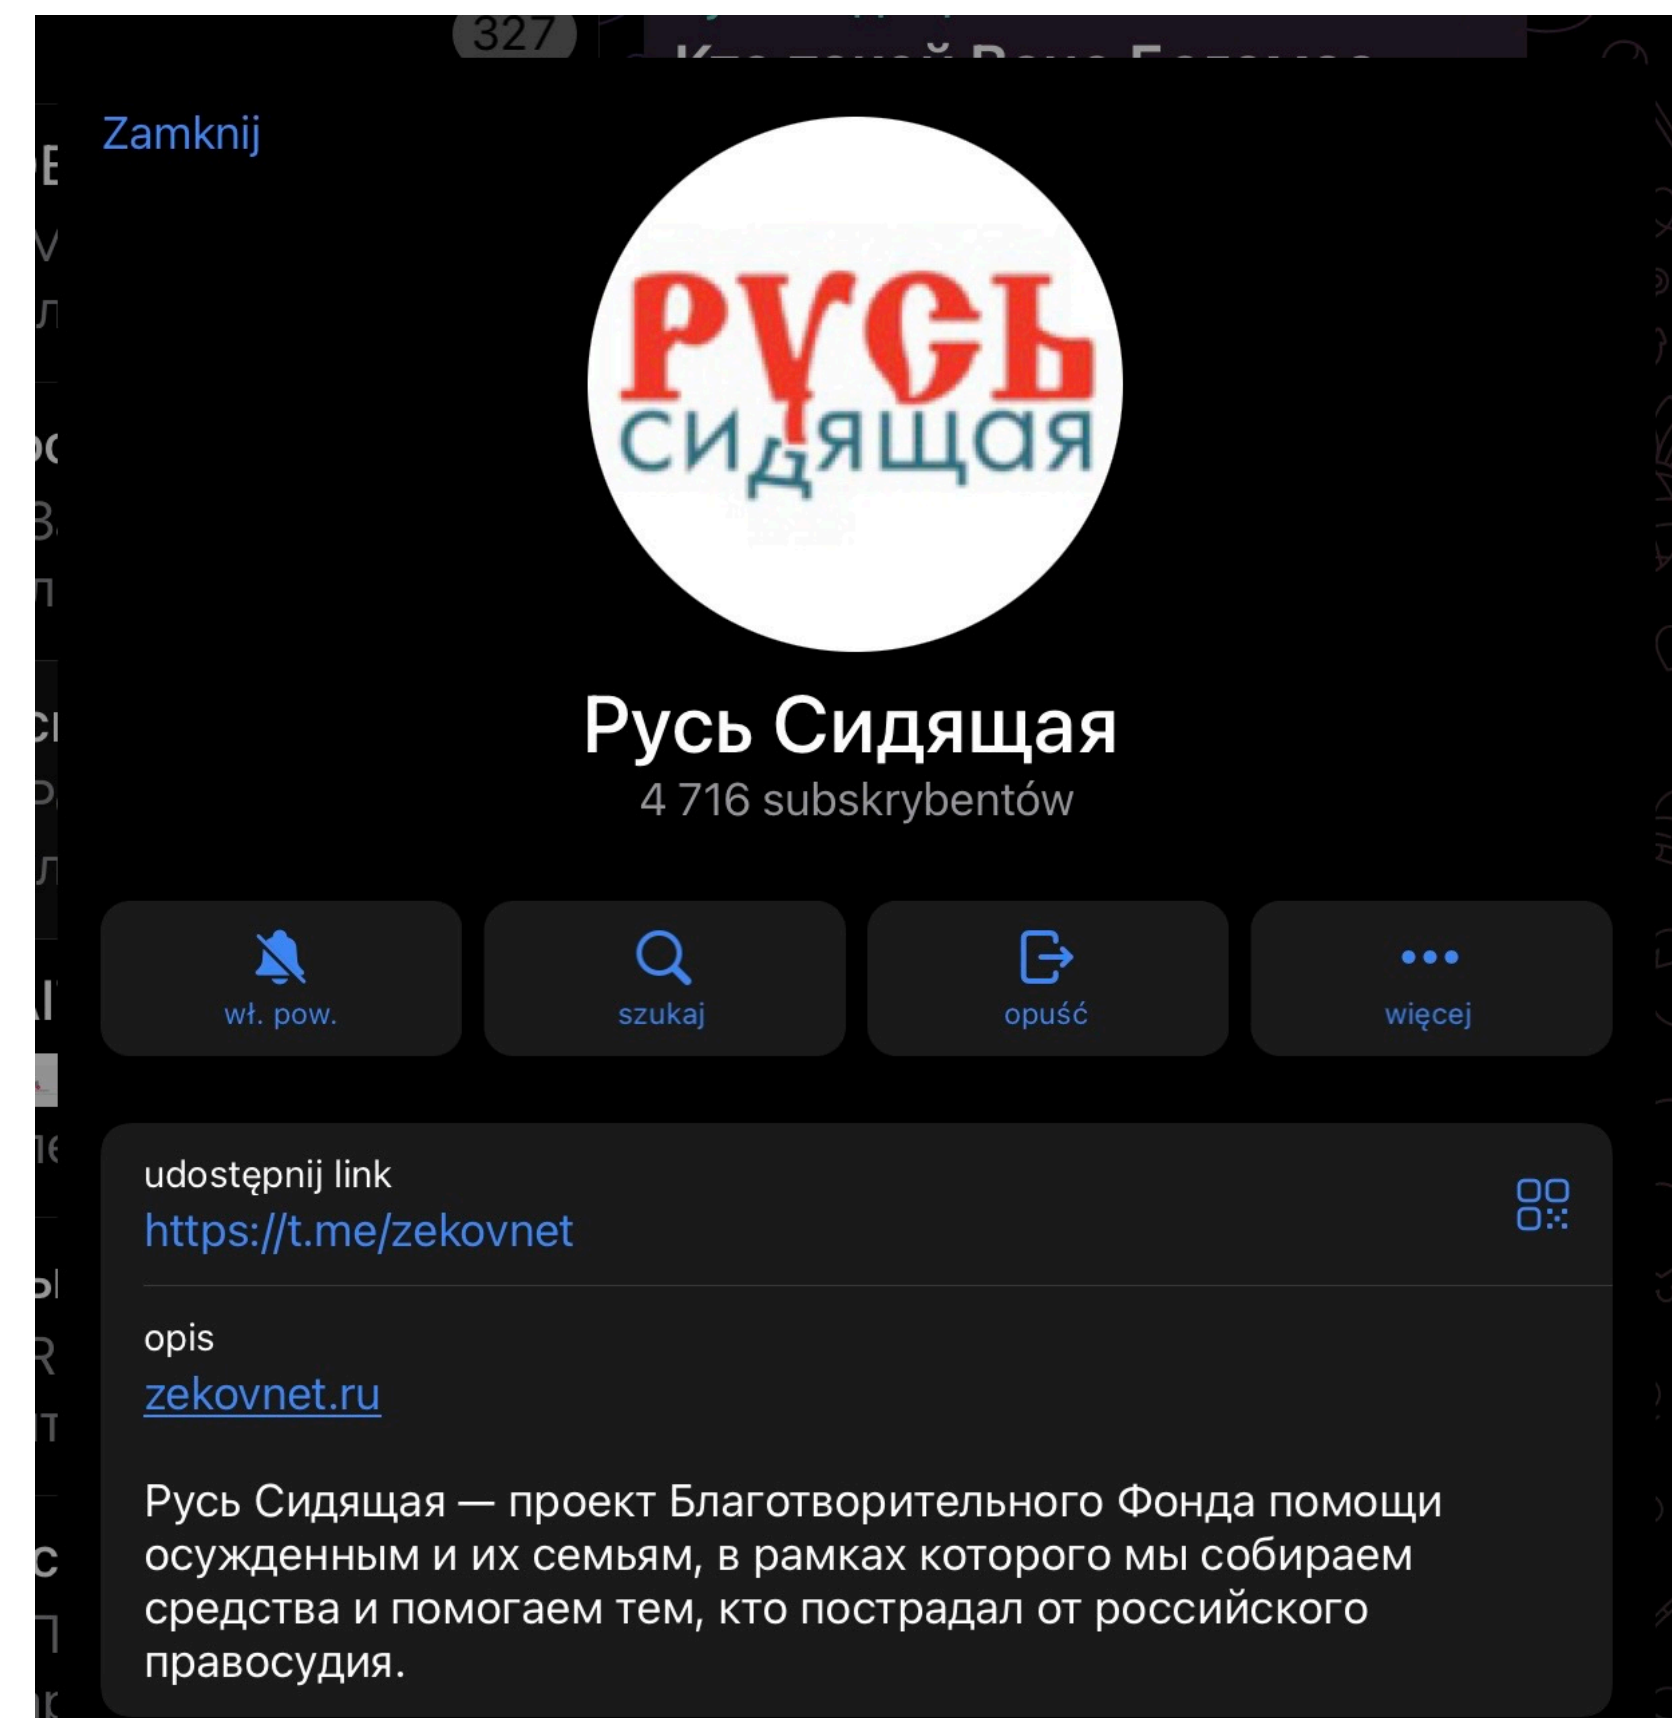 327
Zamknij
РУСЬ
сидящая
Русь Сидящая
4 716 subskrybentów
wł. pow.
szukaj
opuść
więcej
udostępnij link
https://t.me/zekovnet
opis
zekovnet.ru
Русь Сидящая — проект Благотворительного Фонда помощи
осужденным и их семьям, в рамках которого мы собираем
средства и помогаем тем, кто пострадал от российского
правосудия.